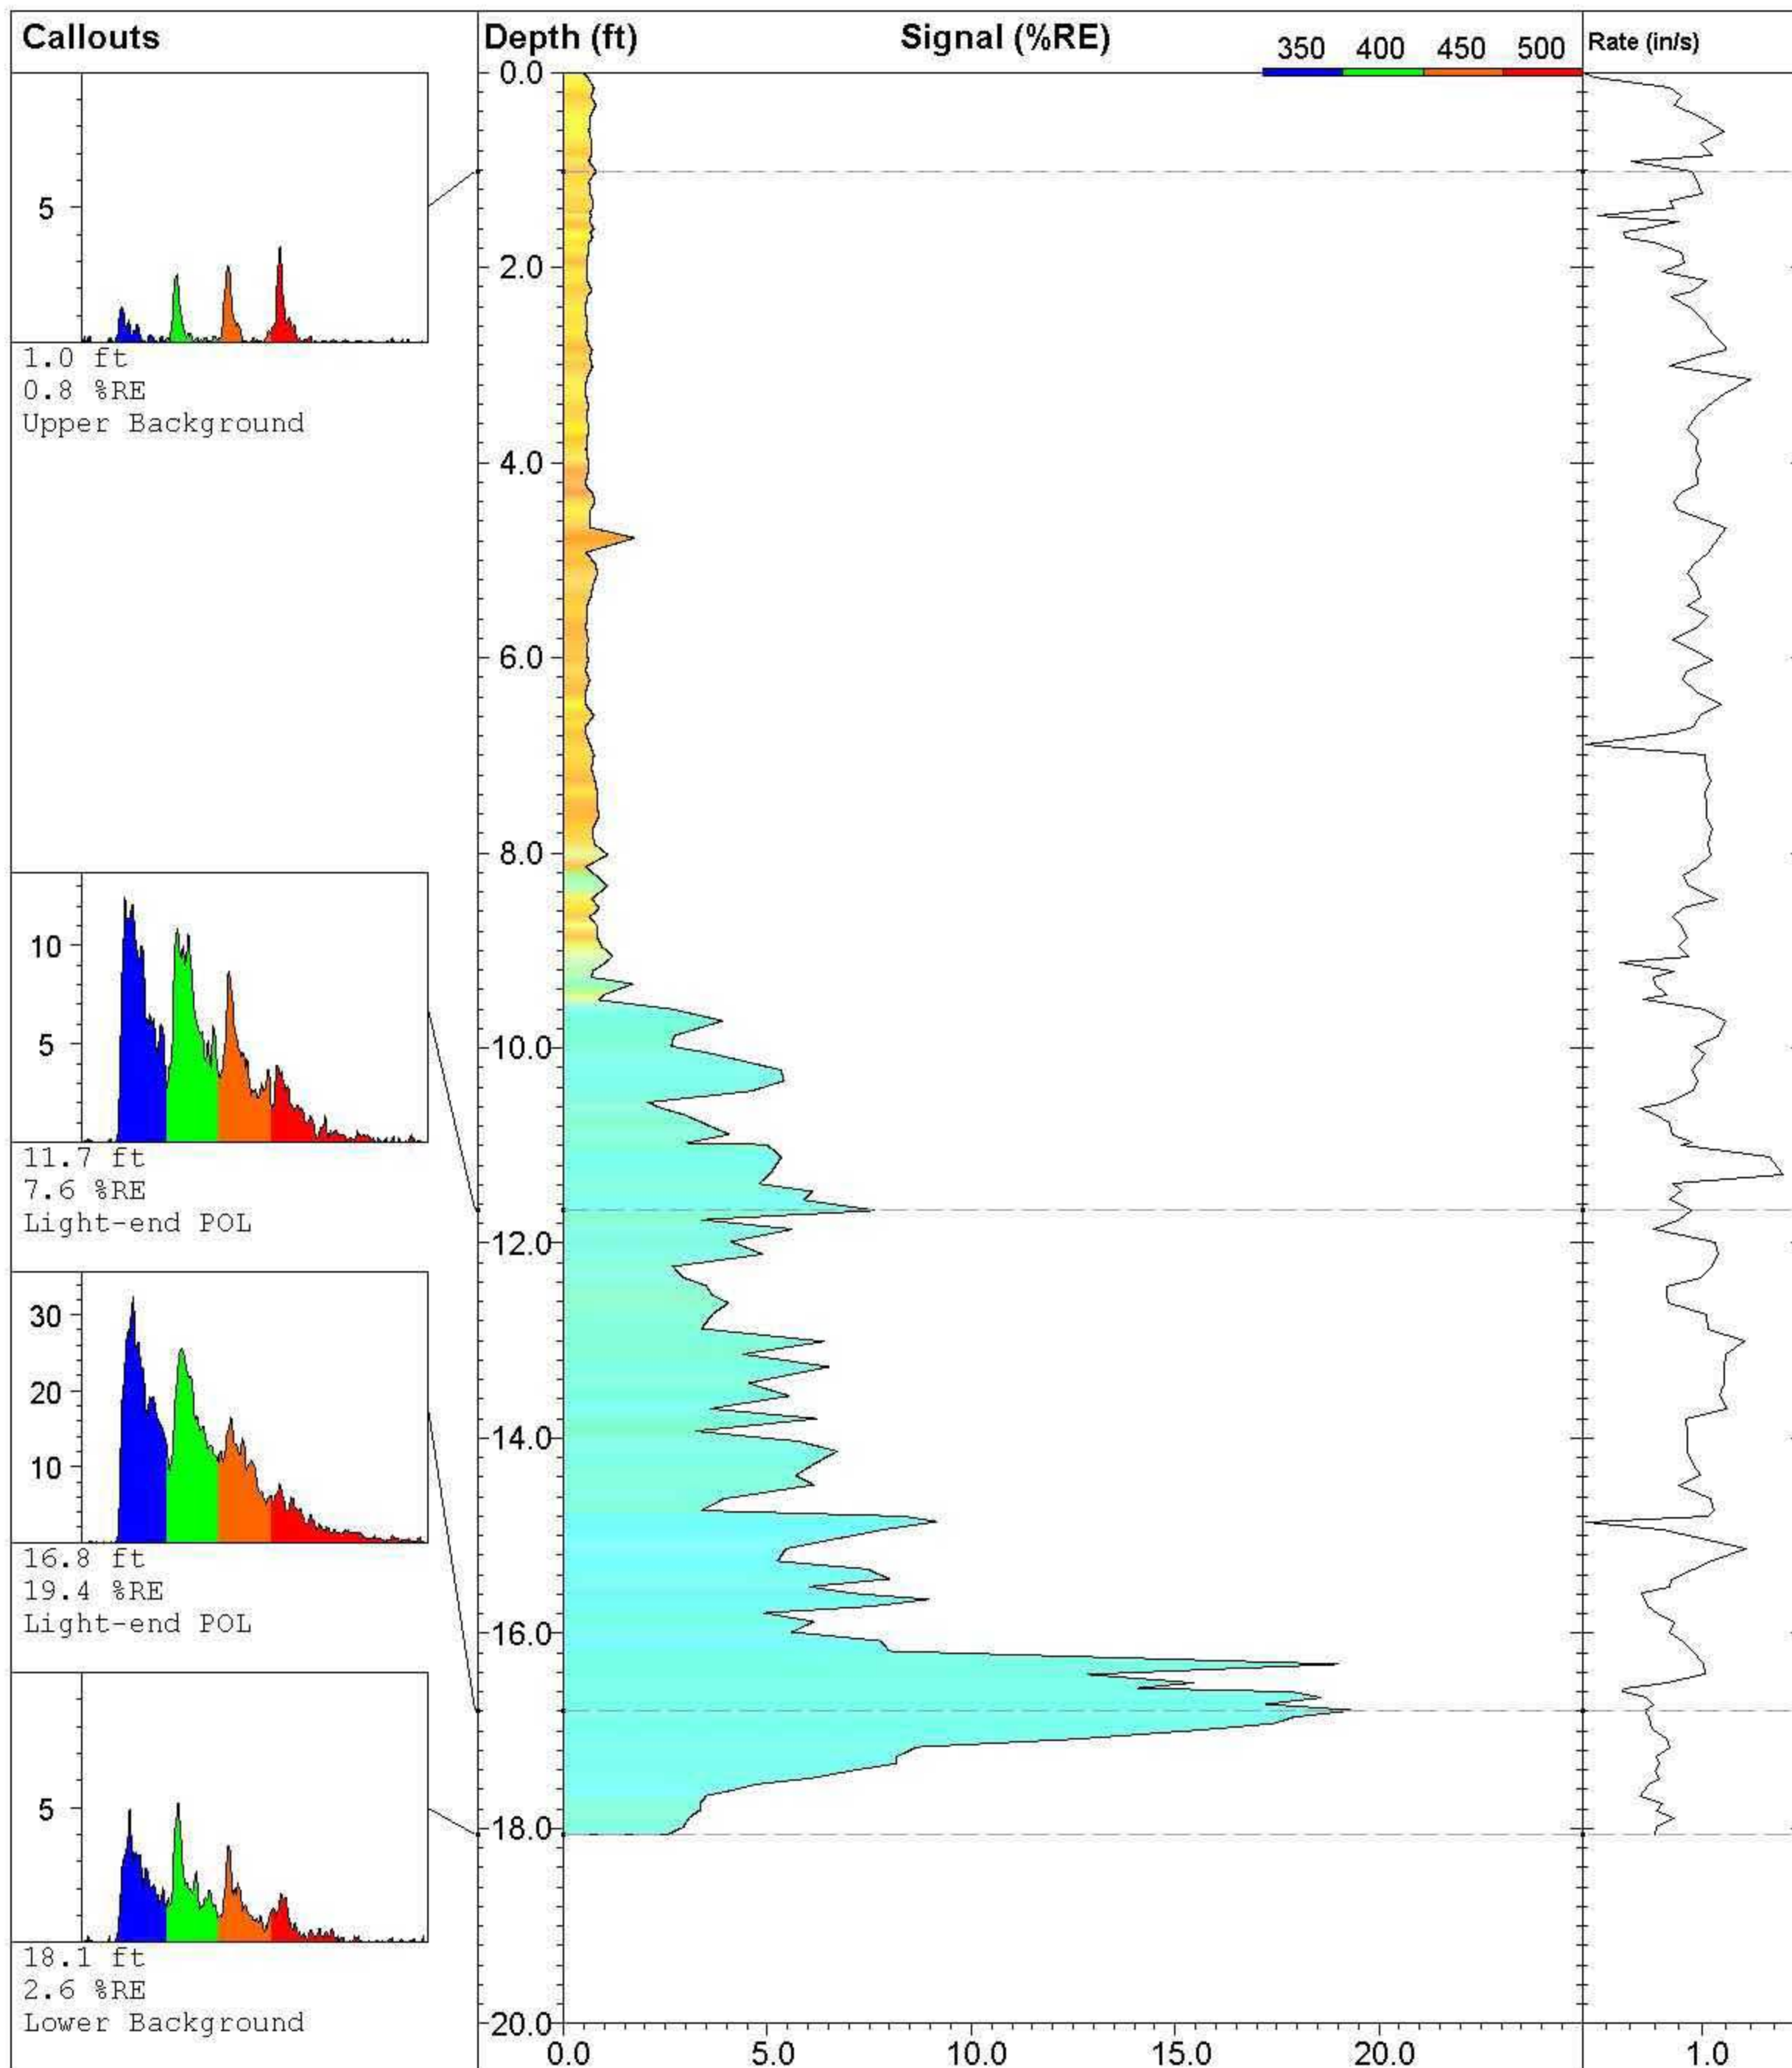 Callouts
Depth (ft)
Signal (%RE)
350 400 450 500
Rate (in/s)
5
1.0 ft
0.8 %RE
Upper Background
10
5
11.7 ft
7.6 %RE
Light-end POL
30
20
10
16.8 ft
19.4 %RE
Light-end POL
5
18.1 ft
2.6 %RE
Lower Background
0.0
2.0
4.0
6.0
8.0
10.0
12.0
14.0
16.0
18.0
20.0
0.0 5.0 10.0 15.0 20.0
1.0